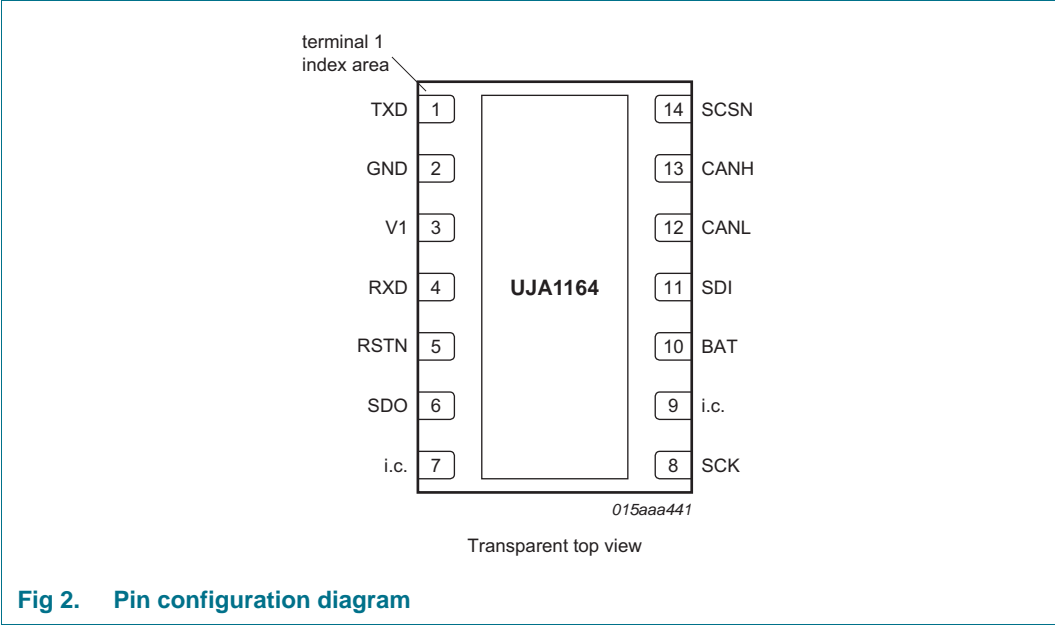 terminal 1
index area
TXD 1 14 SCSN
GND 2 13 CANH
V1 3 12 CANL
RXD 4 UJA1164 11 SDI
RSTN 5 10 BAT
SDO 6 9 i.c.
i.c. 7 8 SCK
015aaa441
Transparent top view
Fig 2. Pin configuration diagram